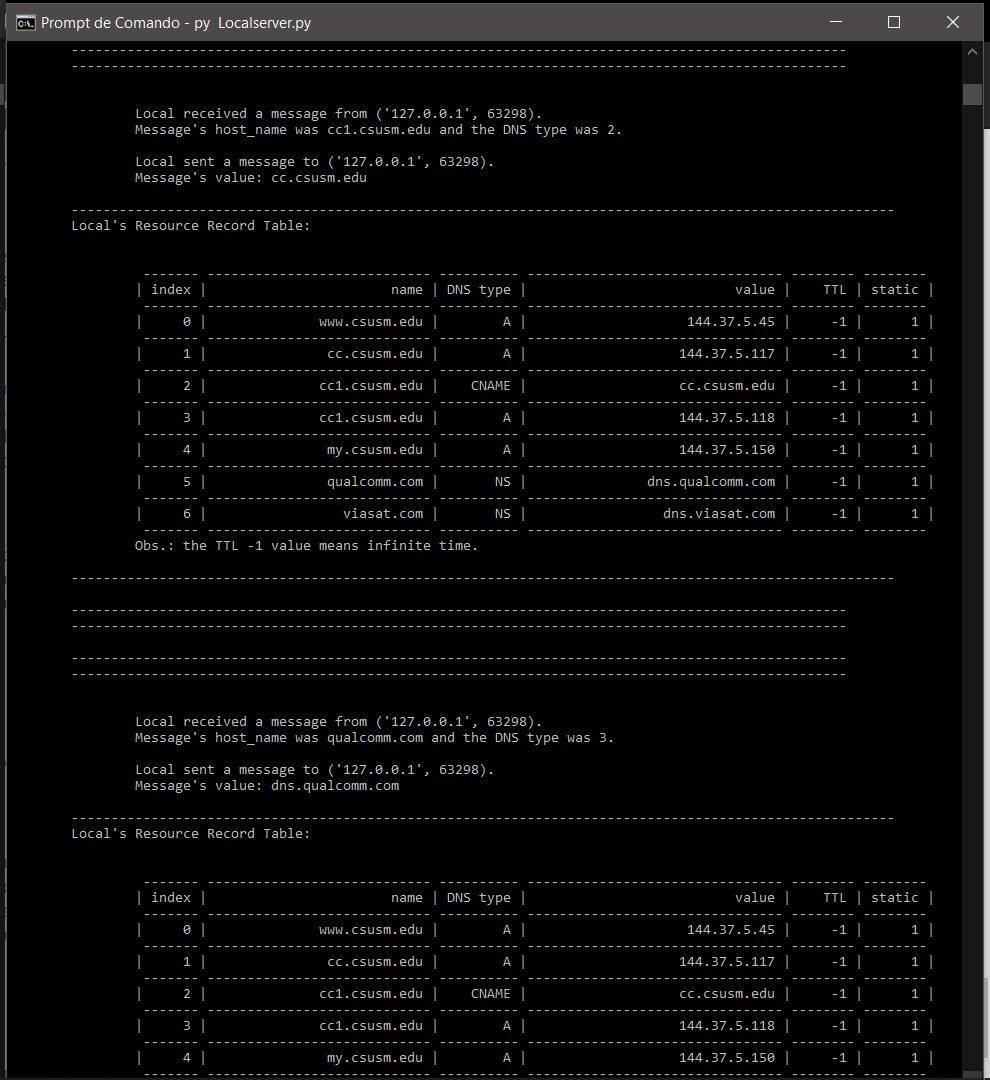 Prompt de Comando - py  Localserver.py
-------------------------------------------------------------------------------------------------
-------------------------------------------------------------------------------------------------
Local received a message from ('127.0.0.1', 63298).
Message's host_name was cc1.csusm.edu and the DNS type was 2.
Local sent a message to ('127.0.0.1', 63298).
Message's value: cc.csusm.edu
-------------------------------------------------------------------------------------------------------
Local's Resource Record Table:
------- ---------------------------- ---------- -------------------------------- -------- --------
| index | name | DNS type | value | TTL | static |
------- ---------------------------- ---------- -------------------------------- -------- --------
| 0 | www.csusm.edu | A | 144.37.5.45 | -1 | 1 |
------- ---------------------------- ---------- -------------------------------- -------- --------
| 1 | cc.csusm.edu | A | 144.37.5.117 | -1 | 1 |
------- ---------------------------- ---------- -------------------------------- -------- --------
| 2 | cc1.csusm.edu | CNAME | cc.csusm.edu | -1 | 1 |
------- ---------------------------- ---------- -------------------------------- -------- --------
| 3 | cc1.csusm.edu | A | 144.37.5.118 | -1 | 1 |
------- ---------------------------- ---------- -------------------------------- -------- --------
| 4 | my.csusm.edu | A | 144.37.5.150 | -1 | 1 |
------- ---------------------------- ---------- -------------------------------- -------- --------
| 5 | qualcomm.com | NS | dns.qualcomm.com | -1 | 1 |
------- ---------------------------- ---------- -------------------------------- -------- --------
| 6 | viasat.com | NS | dns.viasat.com | -1 | 1 |
------- ---------------------------- ---------- -------------------------------- -------- --------
Obs.: the TTL -1 value means infinite time.
-------------------------------------------------------------------------------------------------------
-------------------------------------------------------------------------------------------------
-------------------------------------------------------------------------------------------------
-------------------------------------------------------------------------------------------------
-------------------------------------------------------------------------------------------------
Local received a message from ('127.0.0.1', 63298).
Message's host_name was qualcomm.com and the DNS type was 3.
Local sent a message to ('127.0.0.1', 63298).
Message's value: dns.qualcomm.com
-------------------------------------------------------------------------------------------------------
Local's Resource Record Table:
------- ---------------------------- ---------- -------------------------------- -------- --------
| index | name | DNS type | value | TTL | static |
------- ---------------------------- ---------- -------------------------------- -------- --------
| 0 | www.csusm.edu | A | 144.37.5.45 | -1 | 1 |
------- ---------------------------- ---------- -------------------------------- -------- --------
| 1 | cc.csusm.edu | A | 144.37.5.117 | -1 | 1 |
------- ---------------------------- ---------- -------------------------------- -------- --------
| 2 | cc1.csusm.edu | CNAME | cc.csusm.edu | -1 | 1 |
------- ---------------------------- ---------- -------------------------------- -------- --------
| 3 | cc1.csusm.edu | A | 144.37.5.118 | -1 | 1 |
------- ---------------------------- ---------- -------------------------------- -------- --------
| 4 | my.csusm.edu | A | 144.37.5.150 | -1 | 1 |
------- ---------------------------- ---------- -------------------------------- -------- --------